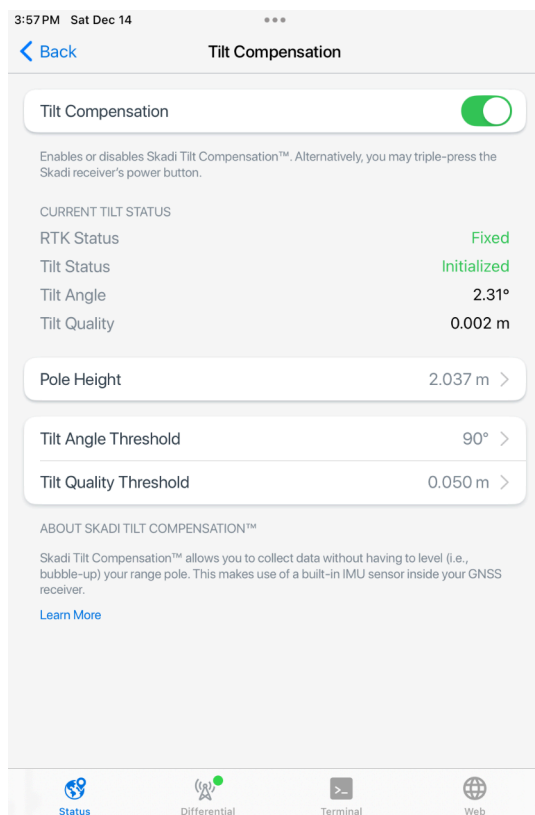 3:57 PM Sat Dec 14
Back
Tilt Compensation
Tilt Compensation
Enables or disables Skadi Tilt Compensation™. Alternatively, you may triple-press the
Skadi receiver's power button.
CURRENT TILT STATUS
RTK Status Fixed
Tilt Status Initialized
Tilt Angle 2.31°
Tilt Quality 0.002 m
Pole Height 2.037 m
Tilt Angle Threshold 90°
Tilt Quality Threshold 0.050 m
ABOUT SKADI TILT COMPENSATION™
Skadi Tilt Compensation™ allows you to collect data without having to level (i.e.,
bubble-up) your range pole. This makes use of a built-in IMU sensor inside your GNSS
receiver.
Learn More
Status Differential Terminal Web